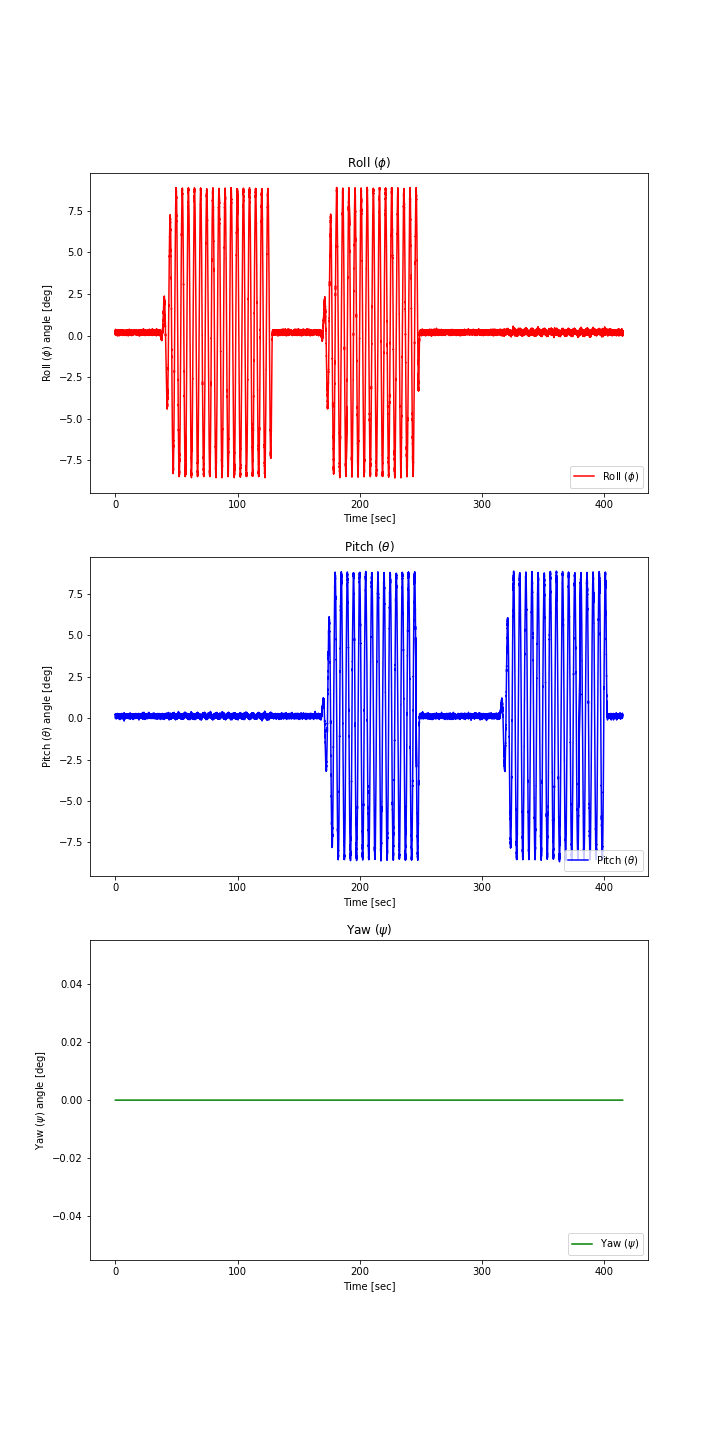 Roll (ϕ)
7.5
5.0
2.5
0.0
−2.5
−5.0
−7.5
Roll (ϕ) angle [deg]
Roll (ϕ)
0 100 200 300 400
Time [sec]
Pitch (θ)
7.5
5.0
2.5
0.0
−2.5
−5.0
−7.5
Pitch (θ) angle [deg]
Pitch (θ)
0 100 200 300 400
Time [sec]
Yaw (ψ)
0.04
0.02
0.00
−0.02
−0.04
Yaw (ψ) angle [deg]
Yaw (ψ)
0 100 200 300 400
Time [sec]